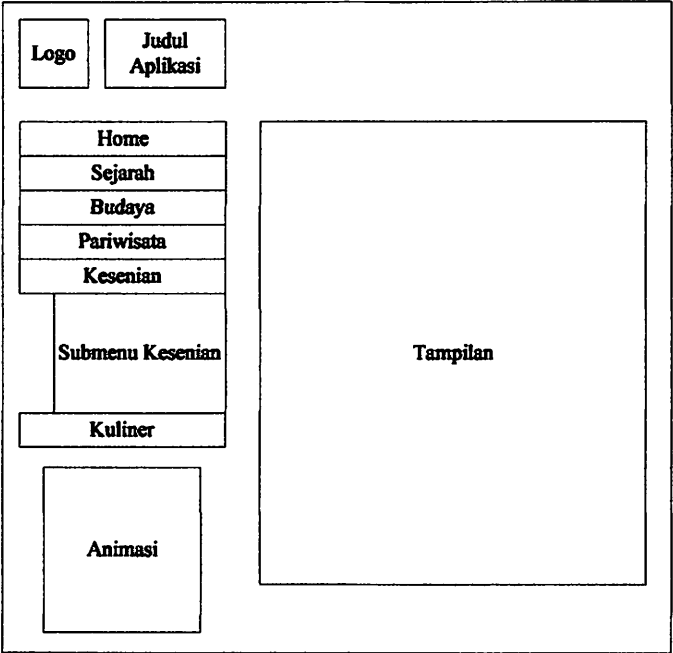 Logo
Judul
Aplikasi
Home
Sejarah
Budaya
Pariwisata
Kesenian
Submenu Kesenian
Kuliner
Animasi
Tampilan